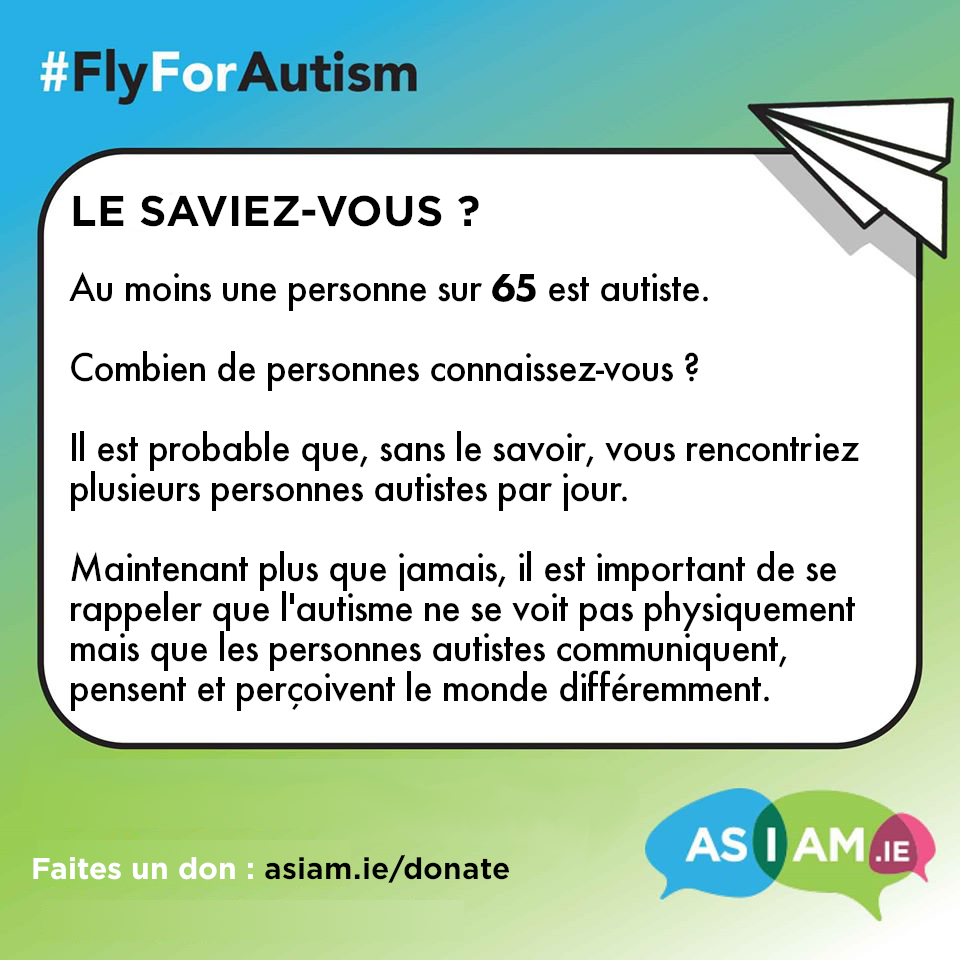 #FlyForAutism
LE SAVIEZ-VOUS ?
Au moins une personne sur 65 est autiste.
Combien de personnes connaissez-vous ?
Il est probable que, sans le savoir, vous rencontriez
plusieurs personnes autistes par jour.
Maintenant plus que jamais, il est important de se
rappeler que l'autisme ne se voit pas physiquement
mais que les personnes autistes communiquent,
pensent et perçoivent le monde différemment.
Faites un don : asiam.ie/donate
AS I AM.IE